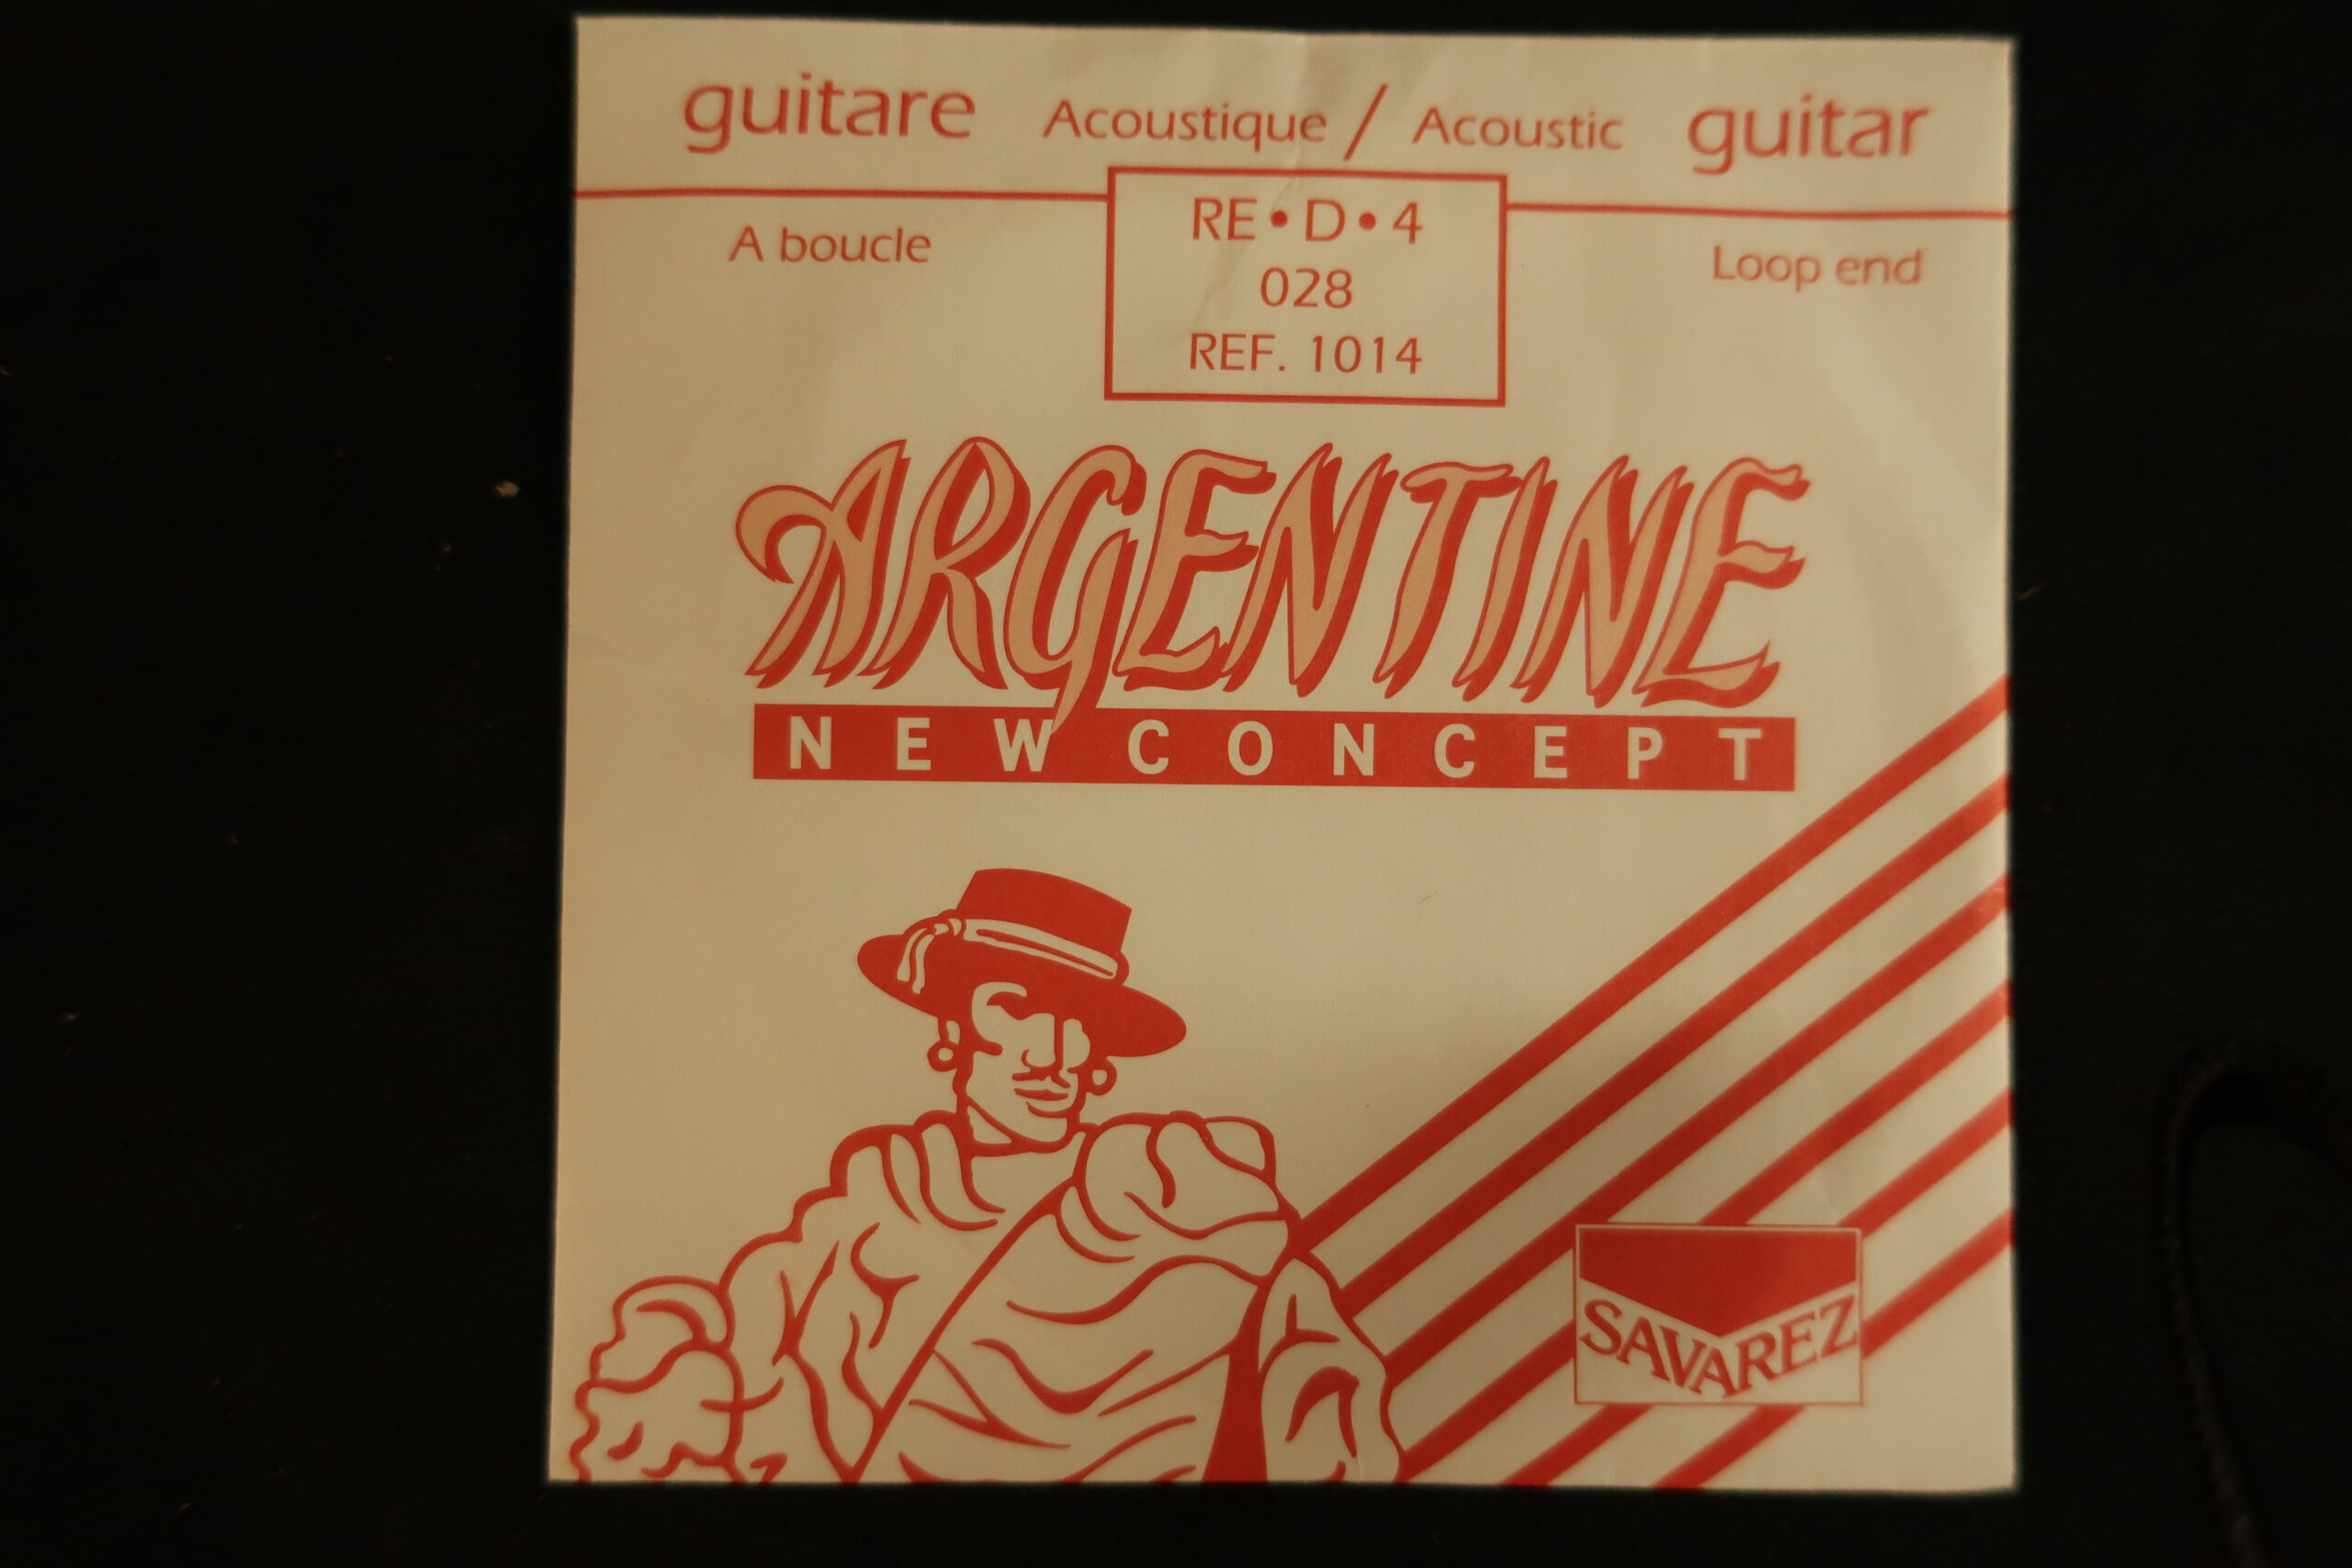 guitare Acoustique / Acoustic guitar
A boucle
RE • D • 4
028
REF. 1014
Loop end
ARGENTINE
NEW CONCEPT
SAVAREZ